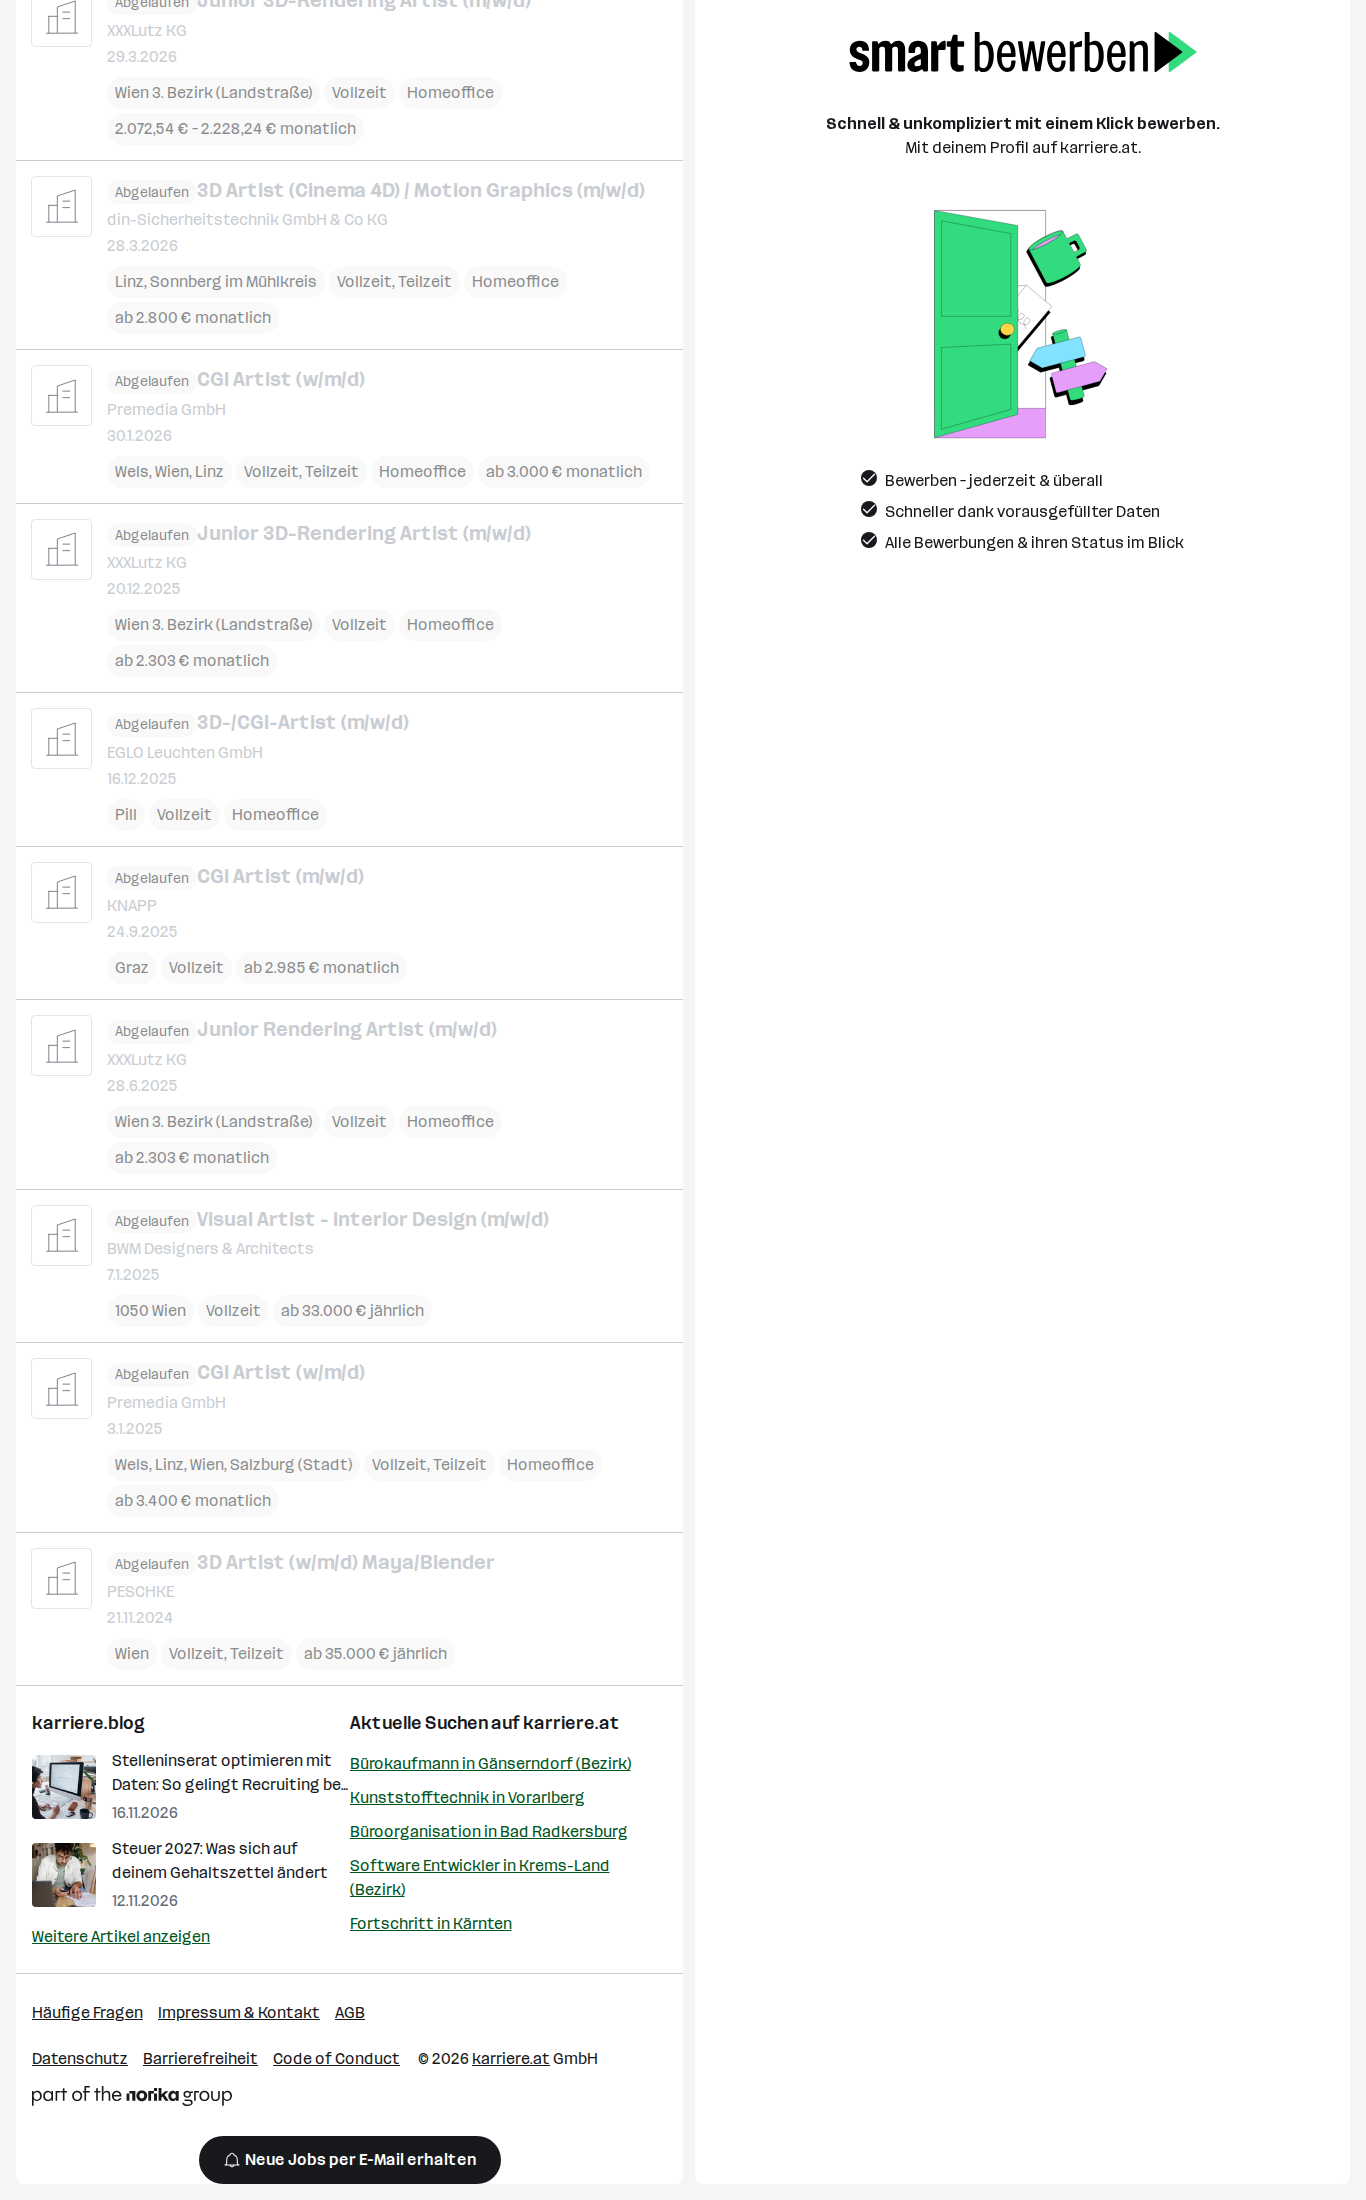 Abgelaufen Junior 3D-Rendering Artist (m/w/d)
XXXLutz KG
29.3.2026
Wien 3. Bezirk (Landstraße) Vollzeit Homeoffice
2.072,54 € – 2.228,24 € monatlich
Abgelaufen 3D Artist (Cinema 4D) / Motion Graphics (m/w/d)
din-Sicherheitstechnik GmbH & Co KG
28.3.2026
Linz, Sonnberg im Mühlkreis Vollzeit, Teilzeit Homeoffice
ab 2.800 € monatlich
Abgelaufen CGI Artist (w/m/d)
Premedia GmbH
30.1.2026
Wels, Wien, Linz Vollzeit, Teilzeit Homeoffice ab 3.000 € monatlich
Abgelaufen Junior 3D-Rendering Artist (m/w/d)
XXXLutz KG
20.12.2025
Wien 3. Bezirk (Landstraße) Vollzeit Homeoffice
ab 2.303 € monatlich
Abgelaufen 3D-/CGI-Artist (m/w/d)
EGLO Leuchten GmbH
16.12.2025
Pill Vollzeit Homeoffice
Abgelaufen CGI Artist (m/w/d)
KNAPP
24.9.2025
Graz Vollzeit ab 2.985 € monatlich
Abgelaufen Junior Rendering Artist (m/w/d)
XXXLutz KG
28.6.2025
Wien 3. Bezirk (Landstraße) Vollzeit Homeoffice
ab 2.303 € monatlich
Abgelaufen Visual Artist - Interior Design (m/w/d)
BWM Designers & Architects
7.1.2025
1050 Wien Vollzeit ab 33.000 € jährlich
Abgelaufen CGI Artist (w/m/d)
Premedia GmbH
3.1.2025
Wels, Linz, Wien, Salzburg (Stadt) Vollzeit, Teilzeit Homeoffice
ab 3.400 € monatlich
Abgelaufen 3D Artist (w/m/d) Maya/Blender
PESCHKE
21.11.2024
Wien Vollzeit, Teilzeit ab 35.000 € jährlich
karriere.blog
Stelleninserat optimieren mit
Daten: So gelingt Recruiting be...
16.11.2026
Steuer 2027: Was sich auf
deinem Gehaltszettel ändert
12.11.2026
Weitere Artikel anzeigen
Aktuelle Suchen auf karriere.at
Bürokaufmann in Gänserndorf (Bezirk)
Kunststofftechnik in Vorarlberg
Büroorganisation in Bad Radkersburg
Software Entwickler in Krems-Land
(Bezirk)
Fortschritt in Kärnten
Häufige Fragen Impressum & Kontakt AGB
Datenschutz Barrierefreiheit Code of Conduct © 2026 karriere.at GmbH
part of the norika group
Neue Jobs per E-Mail erhalten
smart bewerben
Schnell & unkompliziert mit einem Klick bewerben.
Mit deinem Profil auf karriere.at.
Bewerben – jederzeit & überall
Schneller dank vorausgefüllter Daten
Alle Bewerbungen & ihren Status im Blick